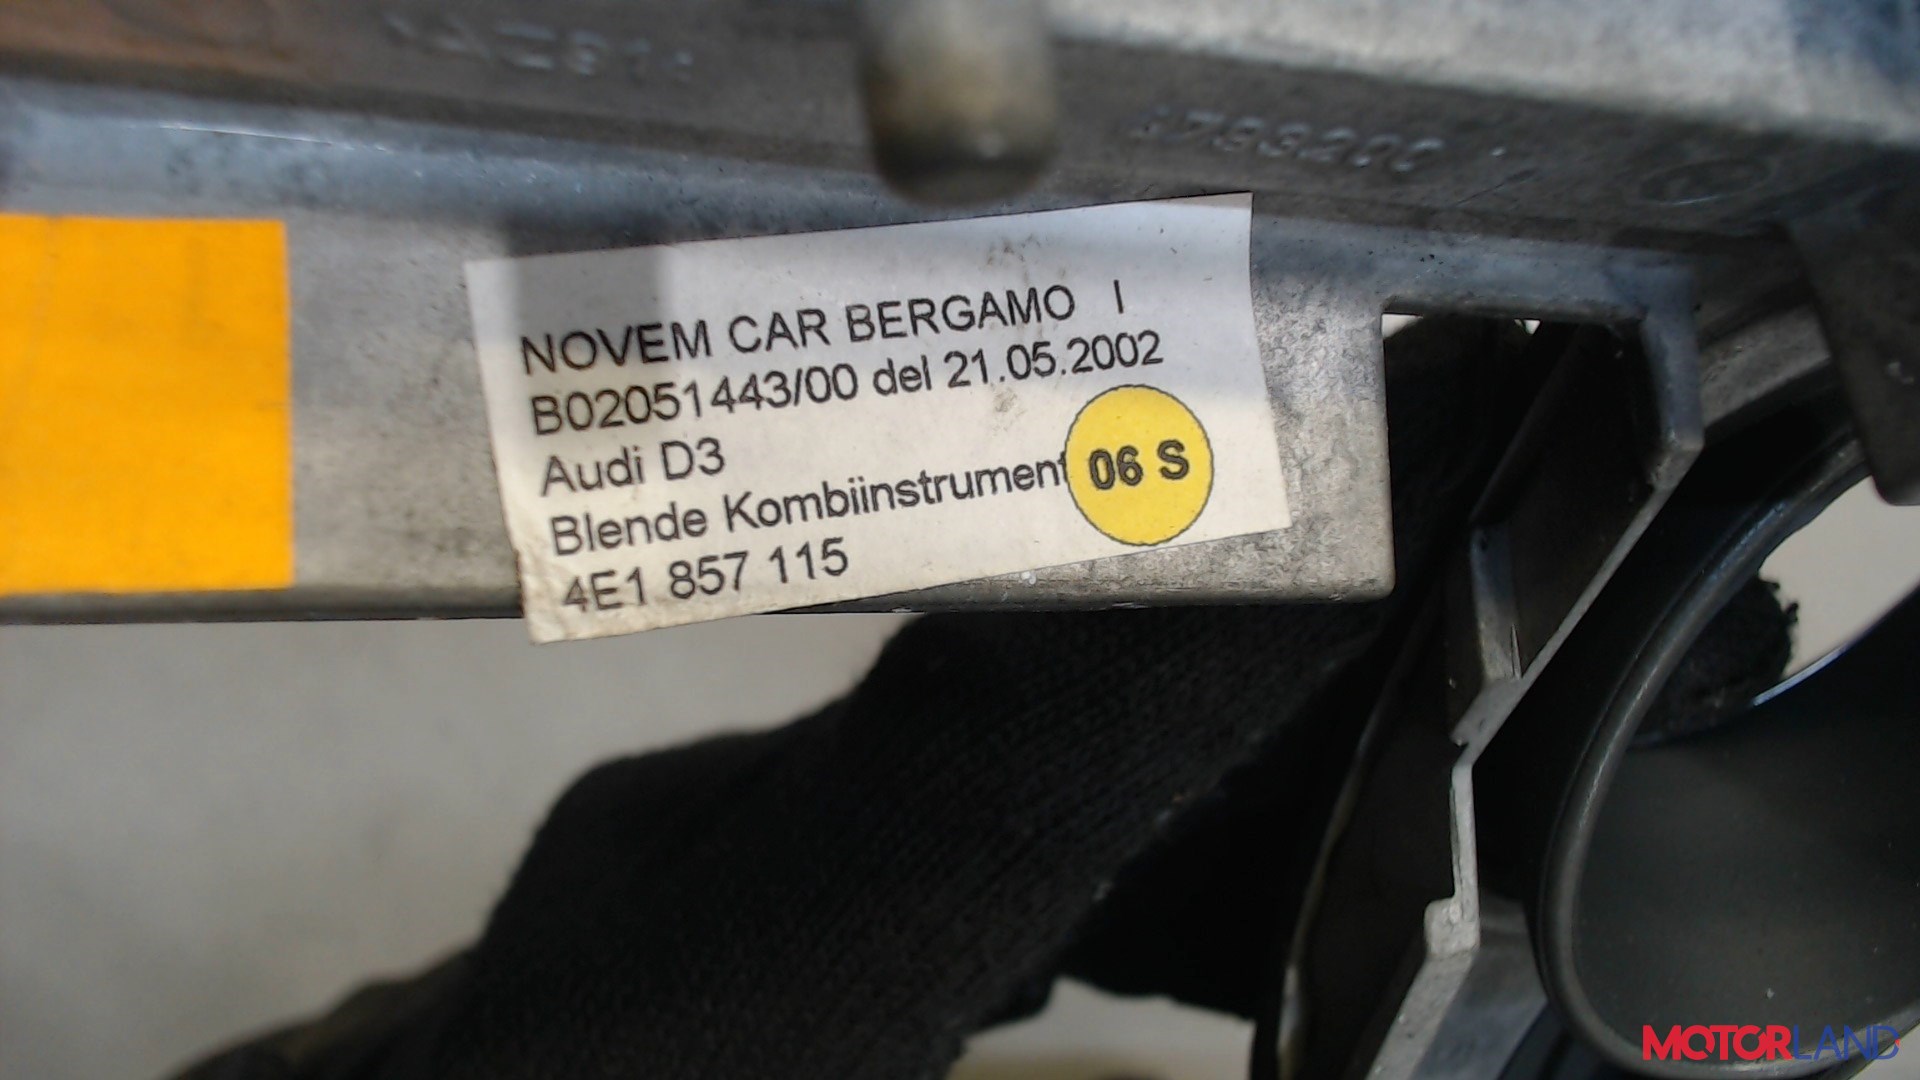 NOVEM CAR BERGAMO I
B02051443/00 del 21.05.2002
Audi D3
Blende Kombiinstrument
06 S
4E1 857 115
MOTORLAND